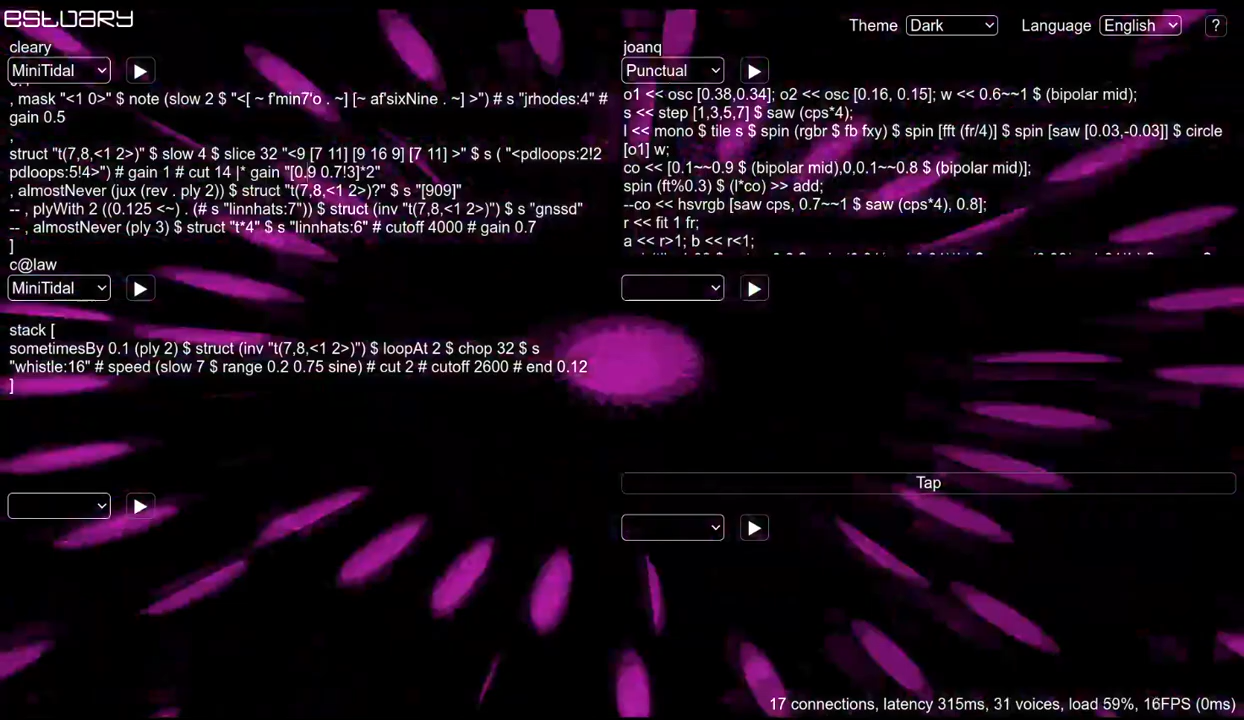 estuary
Theme Dark Language English ?
cleary
MiniTidal
, mask "<1 0>" $ note (slow 2 $ "<[ ~ f'min7'o . ~] [~ af'sixNine . ~] >") # s "jrhodes:4" #
gain 0.5
,
struct "t(7,8,<1 2>)" $ slow 4 $ slice 32 "<9 [7 11] [9 16 9] [7 11] >" $ s ( "<pdloops:2!2
pdloops:5!4>") # gain 1 # cut 14 |* gain "[0.9 0.7!3]*2"
, almostNever (jux (rev . ply 2)) $ struct "t(7,8,<1 2>)?" $ s "[909]"
-- , plyWith 2 ((0.125 <~) . (# s "linnhats:7")) $ struct (inv "t(7,8,<1 2>)") $ s "gnssd"
-- , almostNever (ply 3) $ struct "t*4" $ s "linnhats:6" # cutoff 4000 # gain 0.7
]
joanq
Punctual
o1 << osc [0.38,0.34]; o2 << osc [0.16, 0.15]; w << 0.6~~1 $ (bipolar mid);
s << step [1,3,5,7] $ saw (cps*4);
l << mono $ tile s $ spin (rgbr $ fb fxy) $ spin [fft (fr/4)] $ spin [saw [0.03,-0.03]] $ circle
[o1] w;
co << [0.1~~0.9 $ (bipolar mid),0,0.1~~0.8 $ (bipolar mid)];
spin (ft%0.3) $ (l*co) >> add;
--co << hsvrgb [saw cps, 0.7~~1 $ saw (cps*4), 0.8];
r << fit 1 fr;
a << r>1; b << r<1;
c@law
MiniTidal
stack [
sometimesBy 0.1 (ply 2) $ struct (inv "t(7,8,<1 2>)") $ loopAt 2 $ chop 32 $ s
"whistle:16" # speed (slow 7 $ range 0.2 0.75 sine) # cut 2 # cutoff 2600 # end 0.12
]
Tap
17 connections, latency 315ms, 31 voices, load 59%, 16FPS (0ms)